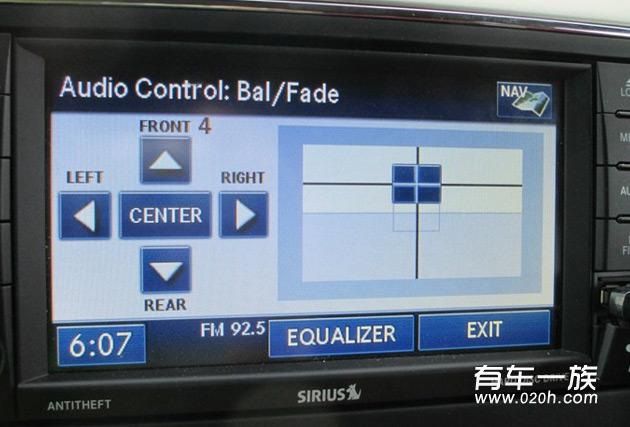 Audio Control: Bal/Fade
NAV
FRONT 4
LEFT
RIGHT
CENTER
REAR
6:07
FM 92.5
EQUALIZER
EXIT
ANTITHEFT
SIRIUS
有车一族
www.020h.com